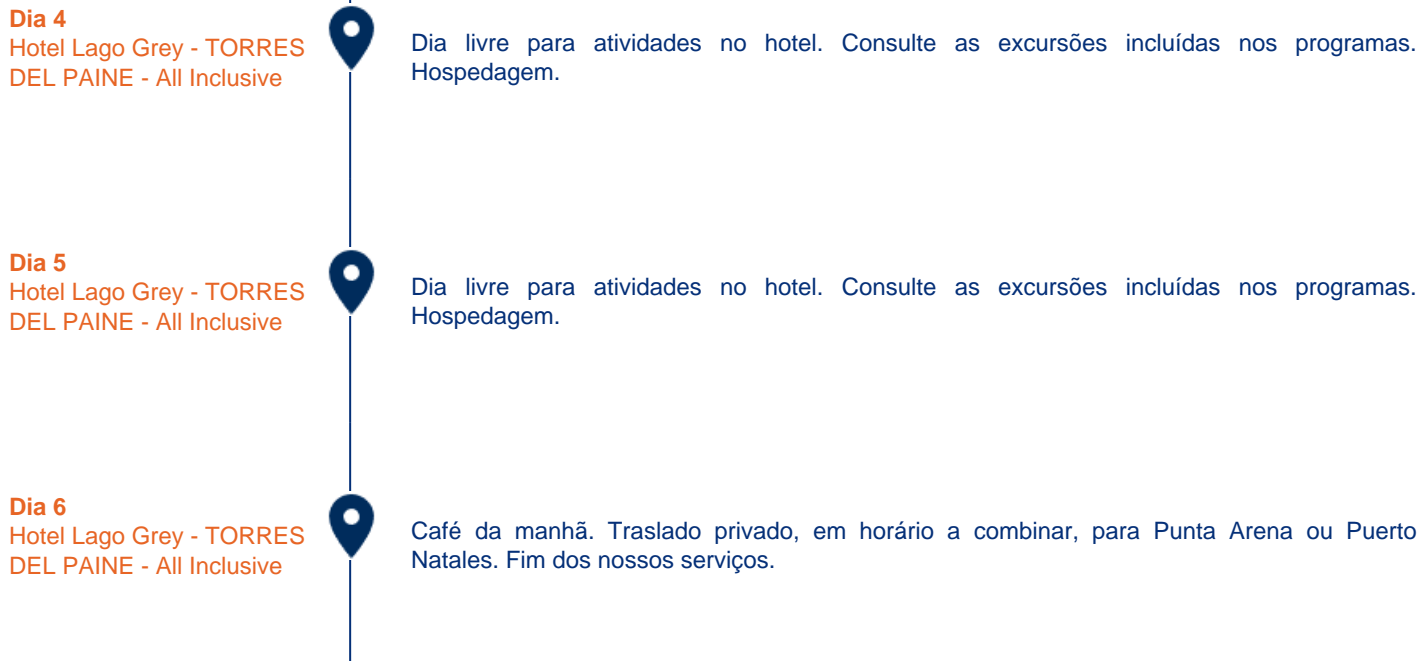 Dia 4
Hotel Lago Grey - TORRES
DEL PAINE - All Inclusive
Dia livre para atividades no hotel. Consulte as excursões incluídas nos programas.
Hospedagem.
Dia 5
Hotel Lago Grey - TORRES
DEL PAINE - All Inclusive
Dia livre para atividades no hotel. Consulte as excursões incluídas nos programas.
Hospedagem.
Dia 6
Hotel Lago Grey - TORRES
DEL PAINE - All Inclusive
Café da manhã. Traslado privado, em horário a combinar, para Punta Arena ou Puerto
Natales. Fim dos nossos serviços.